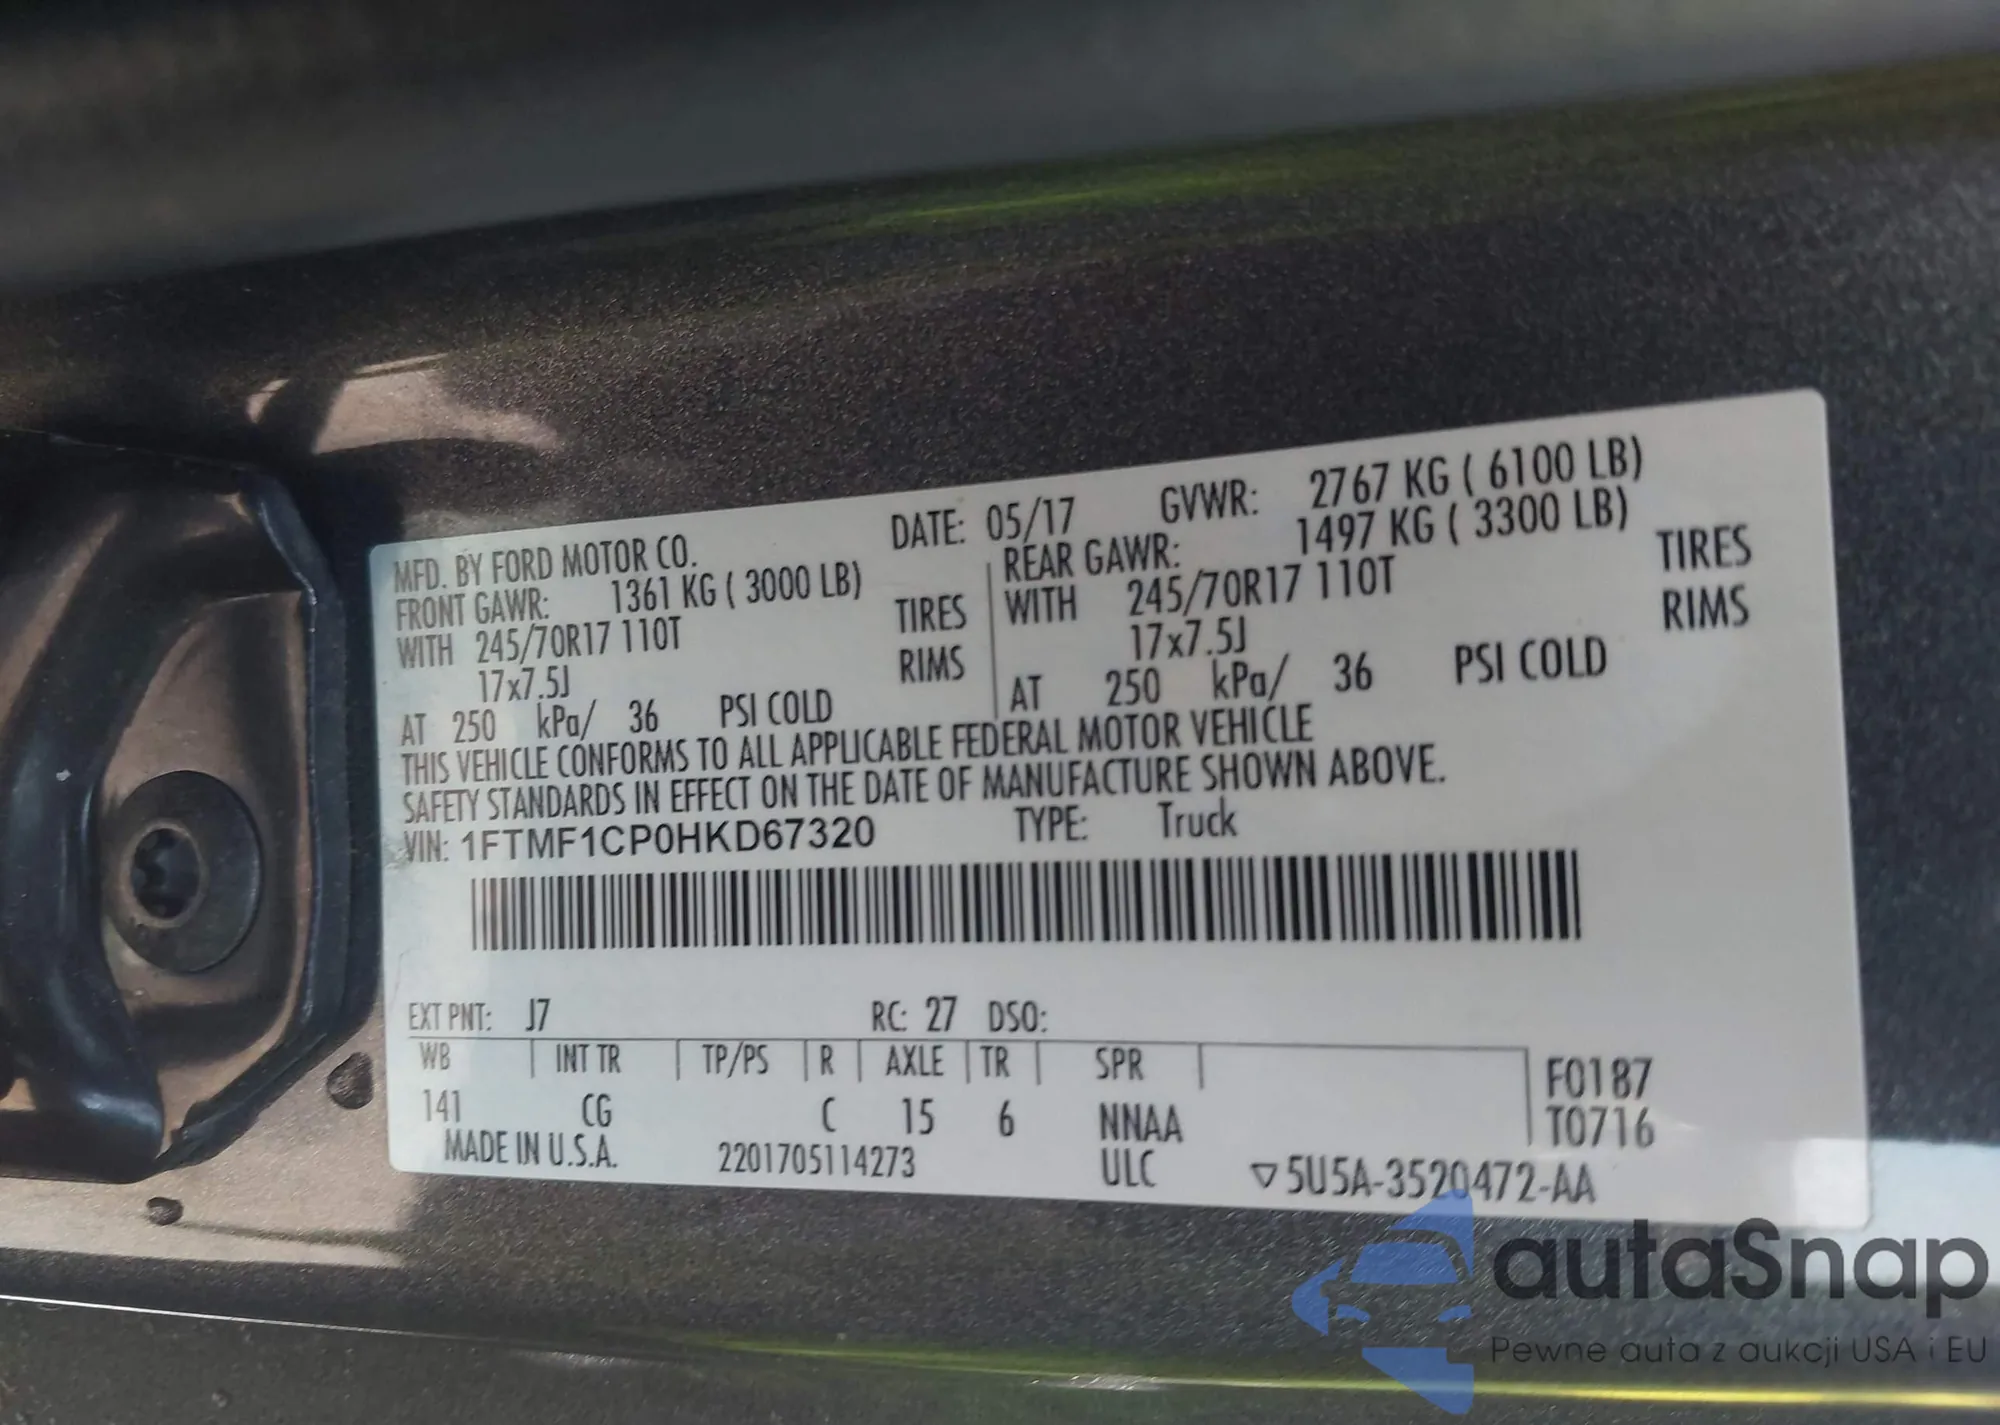 MFD. BY FORD MOTOR CO. DATE: 05/17 GVWR: 2767 KG ( 6100 LB)
FRONT GAWR: 1361 KG ( 3000 LB) REAR GAWR: 1497 KG ( 3300 LB)
WITH 245/70R17 110T TIRES WITH 245/70R17 110T TIRES
17x7.5J RIMS 17x7.5J RIMS
AT 250 kPa/ 36 PSI COLD AT 250 kPa/ 36 PSI COLD
THIS VEHICLE CONFORMS TO ALL APPLICABLE FEDERAL MOTOR VEHICLE
SAFETY STANDARDS IN EFFECT ON THE DATE OF MANUFACTURE SHOWN ABOVE.
VIN: 1FTMF1CP0HKD67320 TYPE: Truck
EXT PNT: J7 RC: 27 DSO:
WB INT TR TP/PS R AXLE TR SPR F0187
141 CG C 15 6 NNAA T0716
MADE IN U.S.A. 2201705114273 ULC ▽5U5A-3520472-AA
autaSnap
Pewne auta z aukcji USA i EU